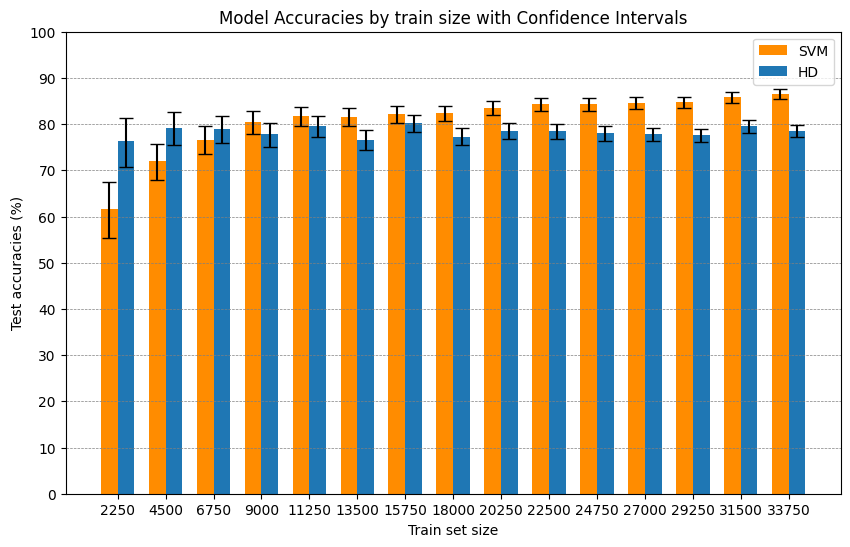 Model Accuracies by train size with Confidence Intervals
SVM
HD
Test accuracies (%)
100
90
80
70
60
50
40
30
20
10
0
2250 4500 6750 9000 11250 13500 15750 18000 20250 22500 24750 27000 29250 31500 33750
Train set size